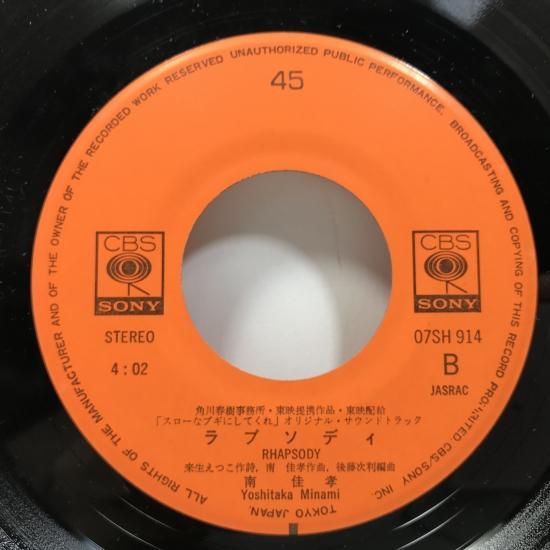 ALL RIGHTS OF THE MANUFACTURER AND OF THE OWNER OF THE RECORDED WORK RESERVED UNAUTHORIZED PUBLIC PERFORMANCE. BROADCASTING AND COPYING OF THIS RECORD PROHIBITED CBS/SONY INC.
45
CBS
SONY
CBS
SONY
STEREO
07SH 914
4:02
B
JASRAC
角川春樹事務所・東映提携作品・東映配給
「スローなブギにしてくれ」オリジナル・サウンドトラック
ラプソディ
RHAPSODY
来生えつこ作詩, 南 佳孝作曲, 後藤次利編曲
南 佳孝
Yoshitaka Minami
TOKYO JAPAN.